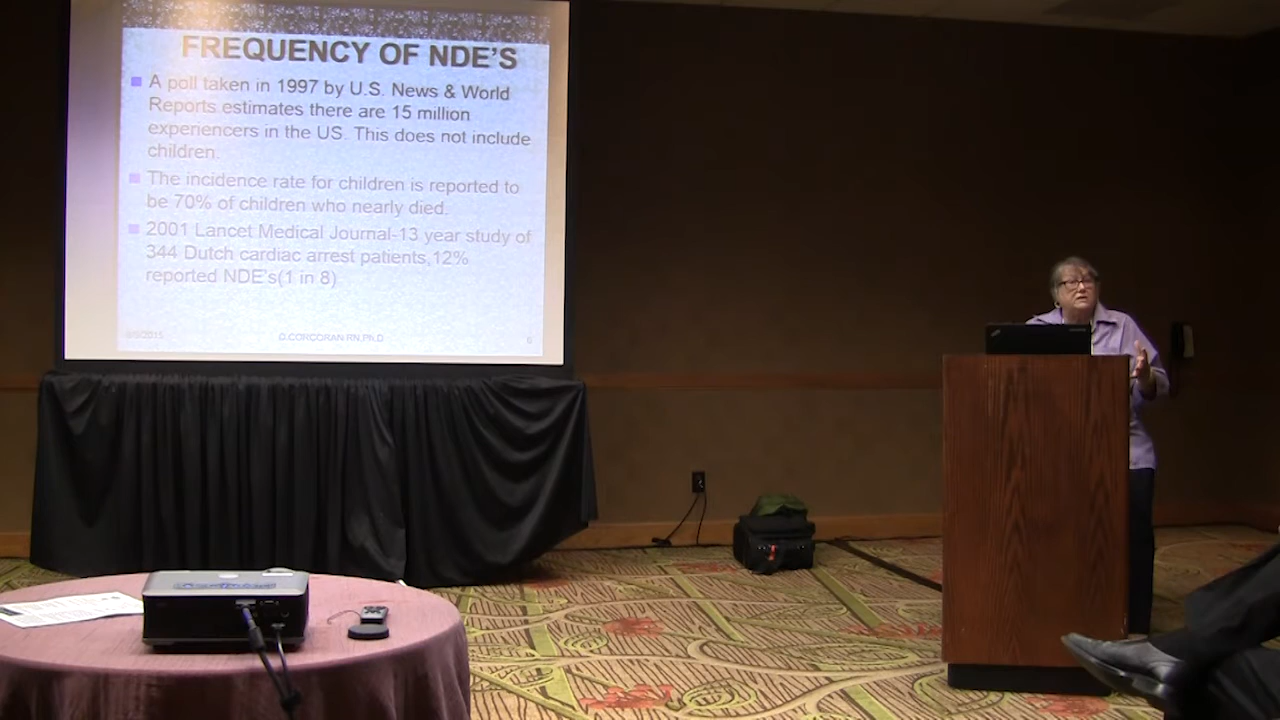 FREQUENCY OF NDE'S
A poll taken in 1997 by U.S. News & World
Reports estimates there are 15 million
experiencers in the US. This does not include
children.
The incidence rate for children is reported to
be 70% of children who nearly died.
2001 Lancet Medical Journal-13 year study of
344 Dutch cardiac arrest patients,12%
reported NDE's(1 in 8)
D.CORCORAN RN,Ph.D
6